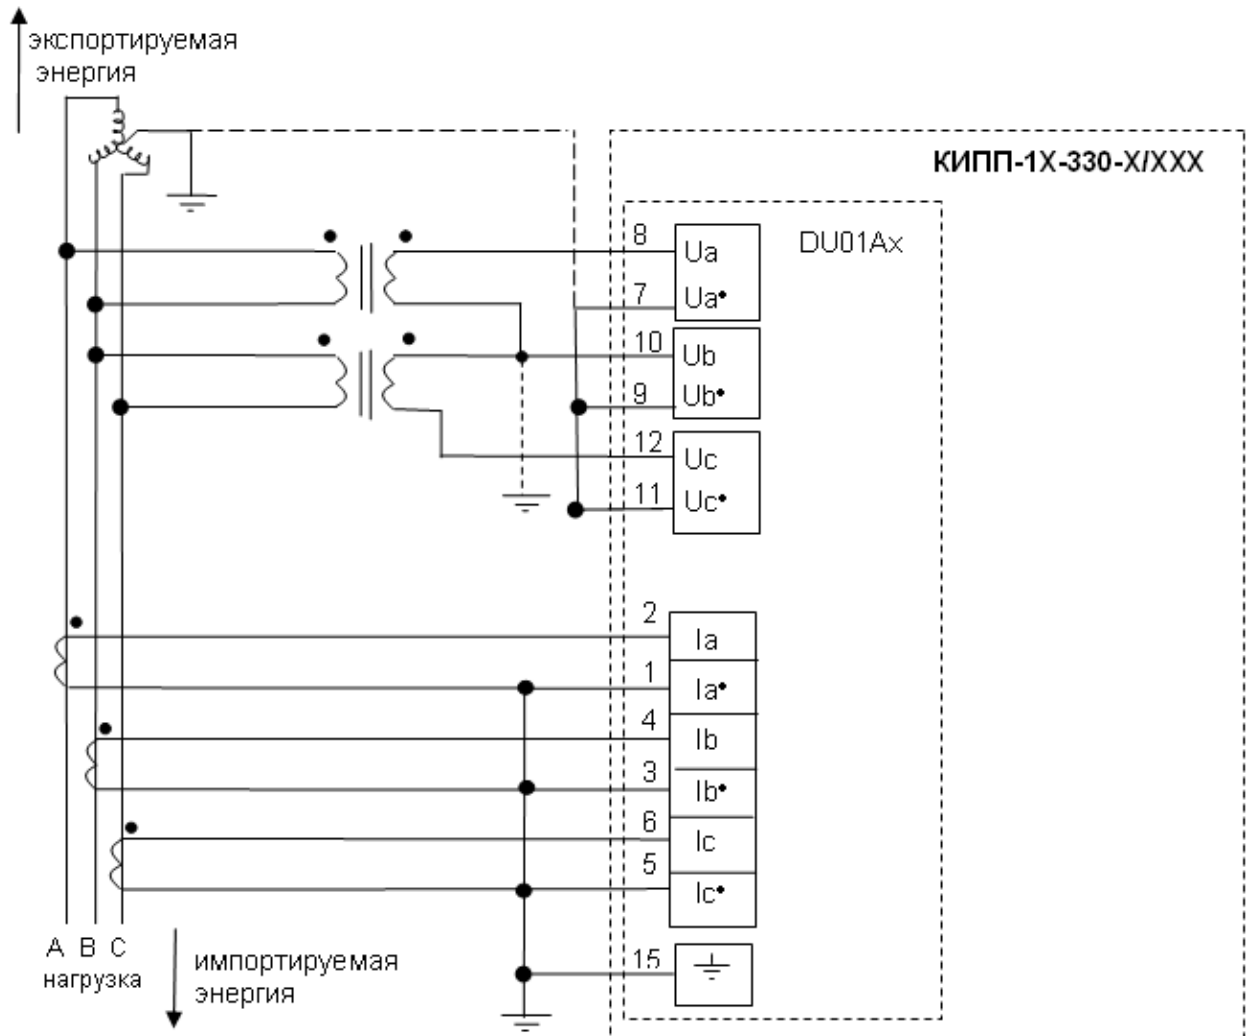 экспортируемая
энергия
КИПП-1X-330-X/XXX
DU01Ax
8
Ua
7
Ua•
10
Ub
9
Ub•
12
Uc
11
Uc•
2
Ia
1
Ia•
4
Ib
3
Ib•
6
Ic
5
Ic•
15
A B C
нагрузка
импортируемая
энергия